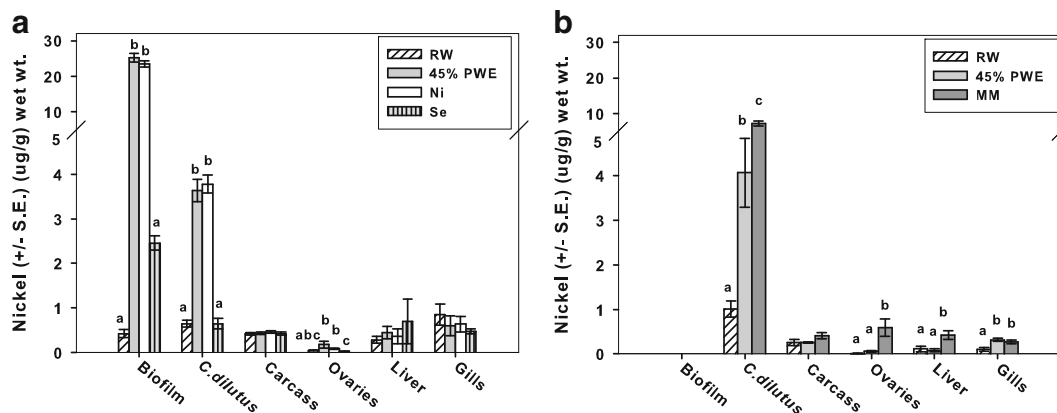 a
Nickel (+/- S.E.) (ug/g) wet wt.
30
20
10
5
4
3
2
1
0
RW
45% PWE
Ni
Se
b b
a
b b
a
a
a
abc
b
b
c
Biofilm
C.dilutus
Carcass
Ovaries
Liver
Gills
b
Nickel (+/- S.E.) (ug/g) wet wt.
30
20
10
5
4
3
2
1
0
RW
45% PWE
MM
c
b
a
a
a
b
a a
b
a
b b
Biofilm
C.dilutus
Carcass
Ovaries
Liver
Gills